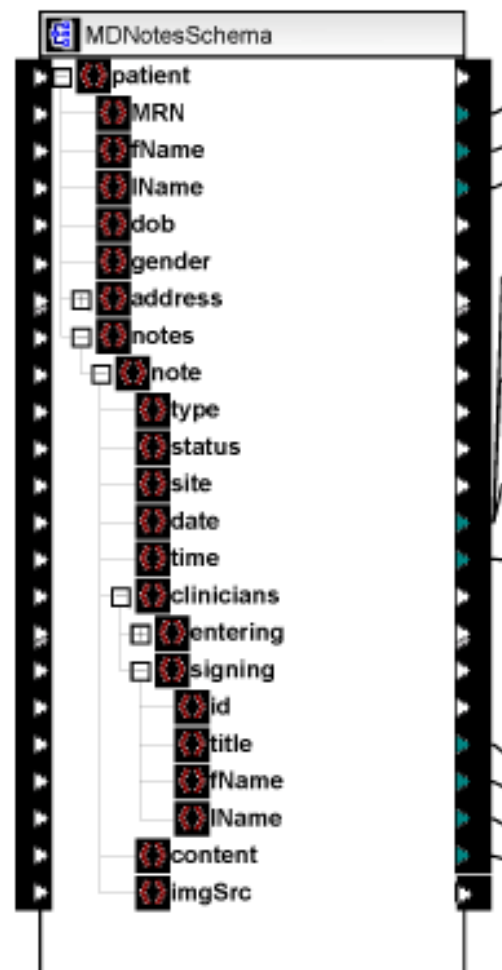 MDNotesSchema
patient
MRN
fName
lName
dob
gender
address
notes
note
type
status
site
date
time
clinicians
entering
signing
id
title
fName
lName
content
imgSrc